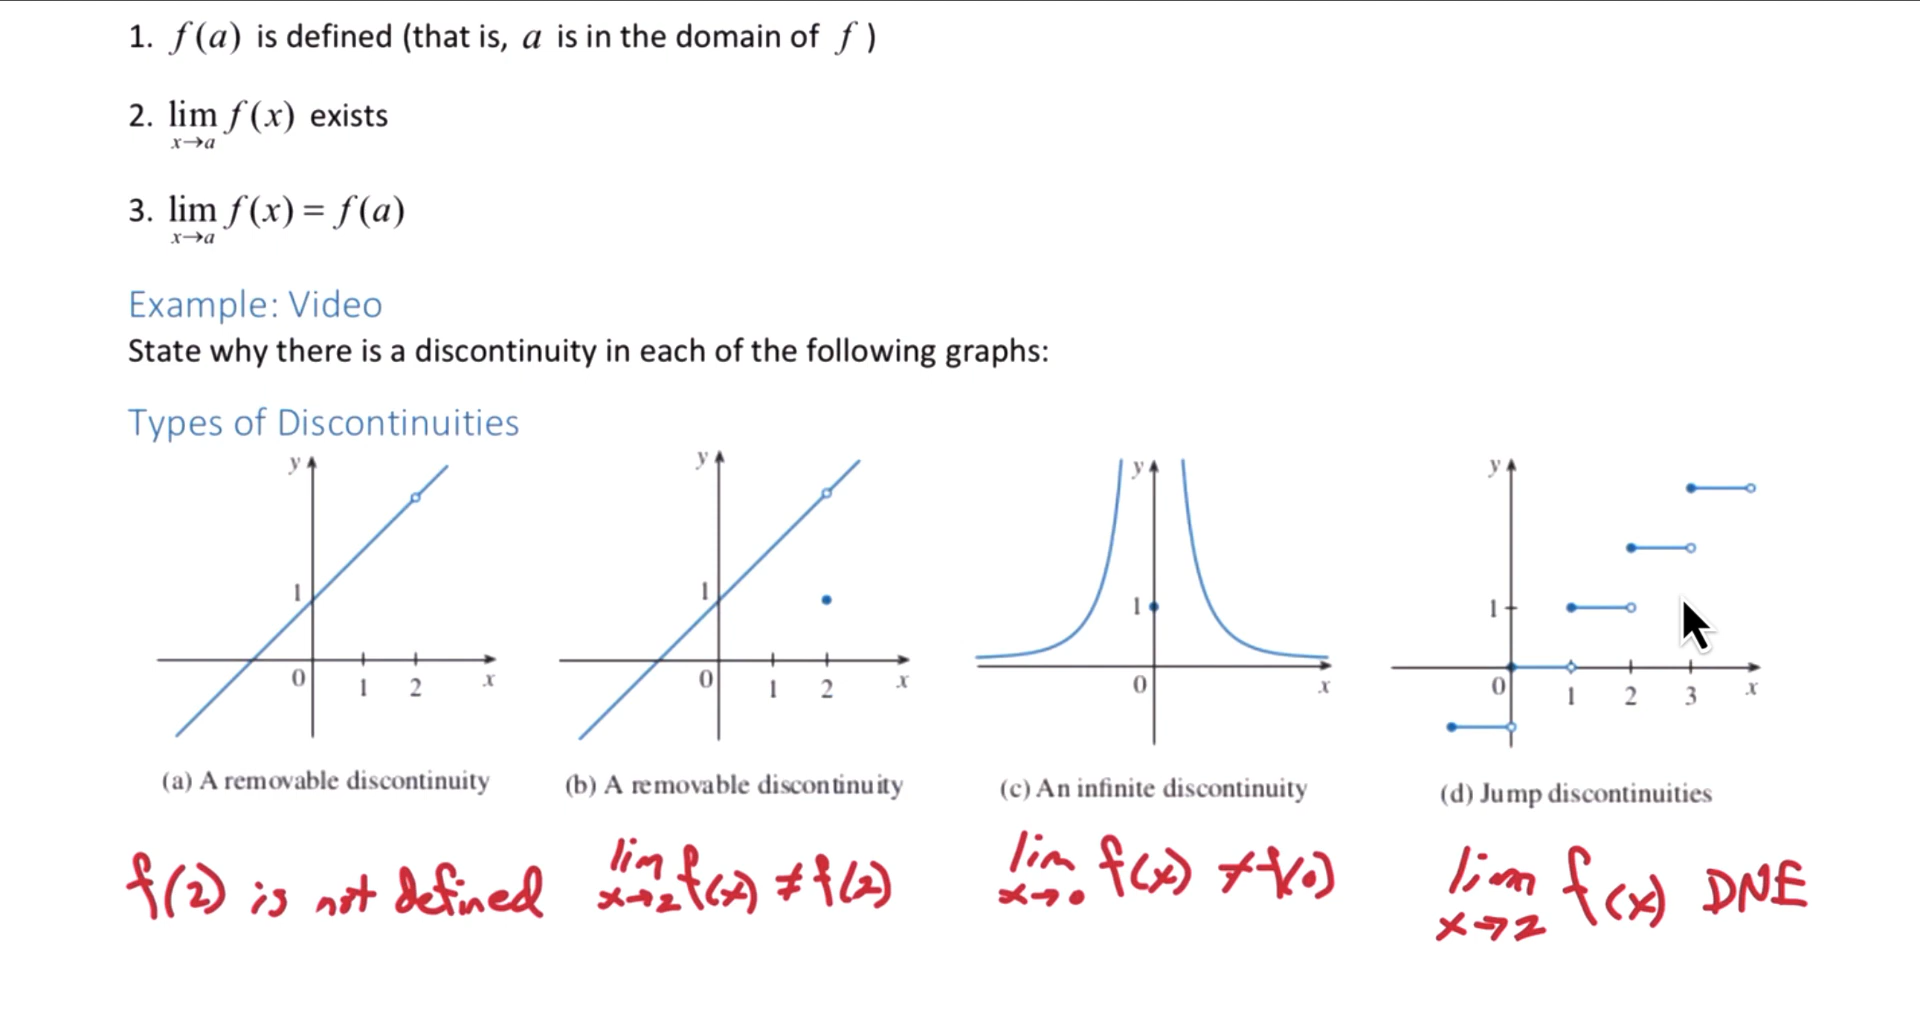 1. f(a) is defined (that is, a is in the domain of f )
2. lim f(x) exists
x→a
3. lim f(x) = f(a)
x→a
Example: Video
State why there is a discontinuity in each of the following graphs:
Types of Discontinuities
y
1
0 1 2 x
(a) A removable discontinuity
y
1
0 1 2 x
(b) A removable discontinuity
y
1
0 x
(c) An infinite discontinuity
y
1
0 1 2 3 x
(d) Jump discontinuities
f(2) is not defined
lim f(x) ≠ f(2)
x→2
lim f(x) ≠ f(0)
x→0
lim f(x) DNE
x→2